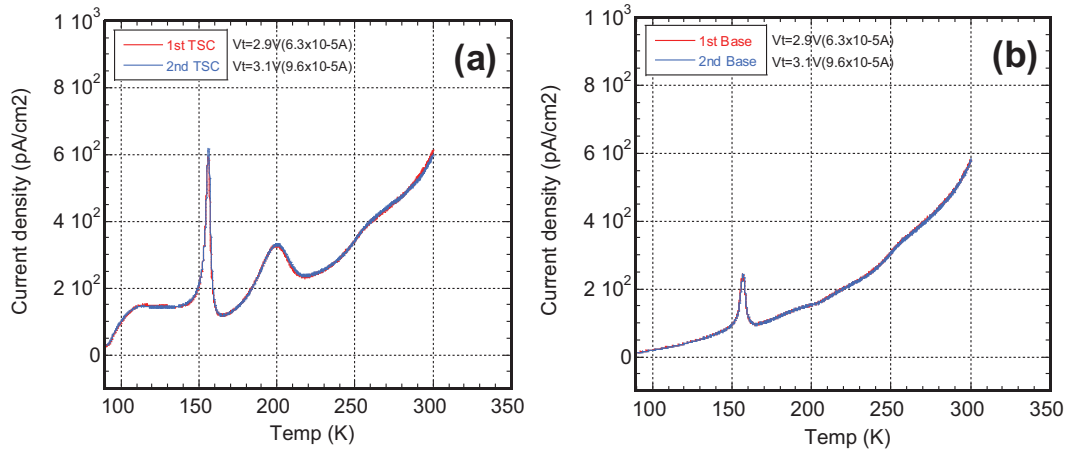 1 10³
8 10²
6 10²
4 10²
2 10²
0
Current density (pA/cm2)
1st TSC Vt=2.9V(6.3x10-5A)
2nd TSC Vt=3.1V(9.6x10-5A)
(a)
100 150 200 250 300 350
Temp (K)
1 10³
8 10²
6 10²
4 10²
2 10²
0
Current density (pA/cm2)
1st Base Vt=2.9V(6.3x10-5A)
2nd Base Vt=3.1V(9.6x10-5A)
(b)
100 150 200 250 300 350
Temp (K)